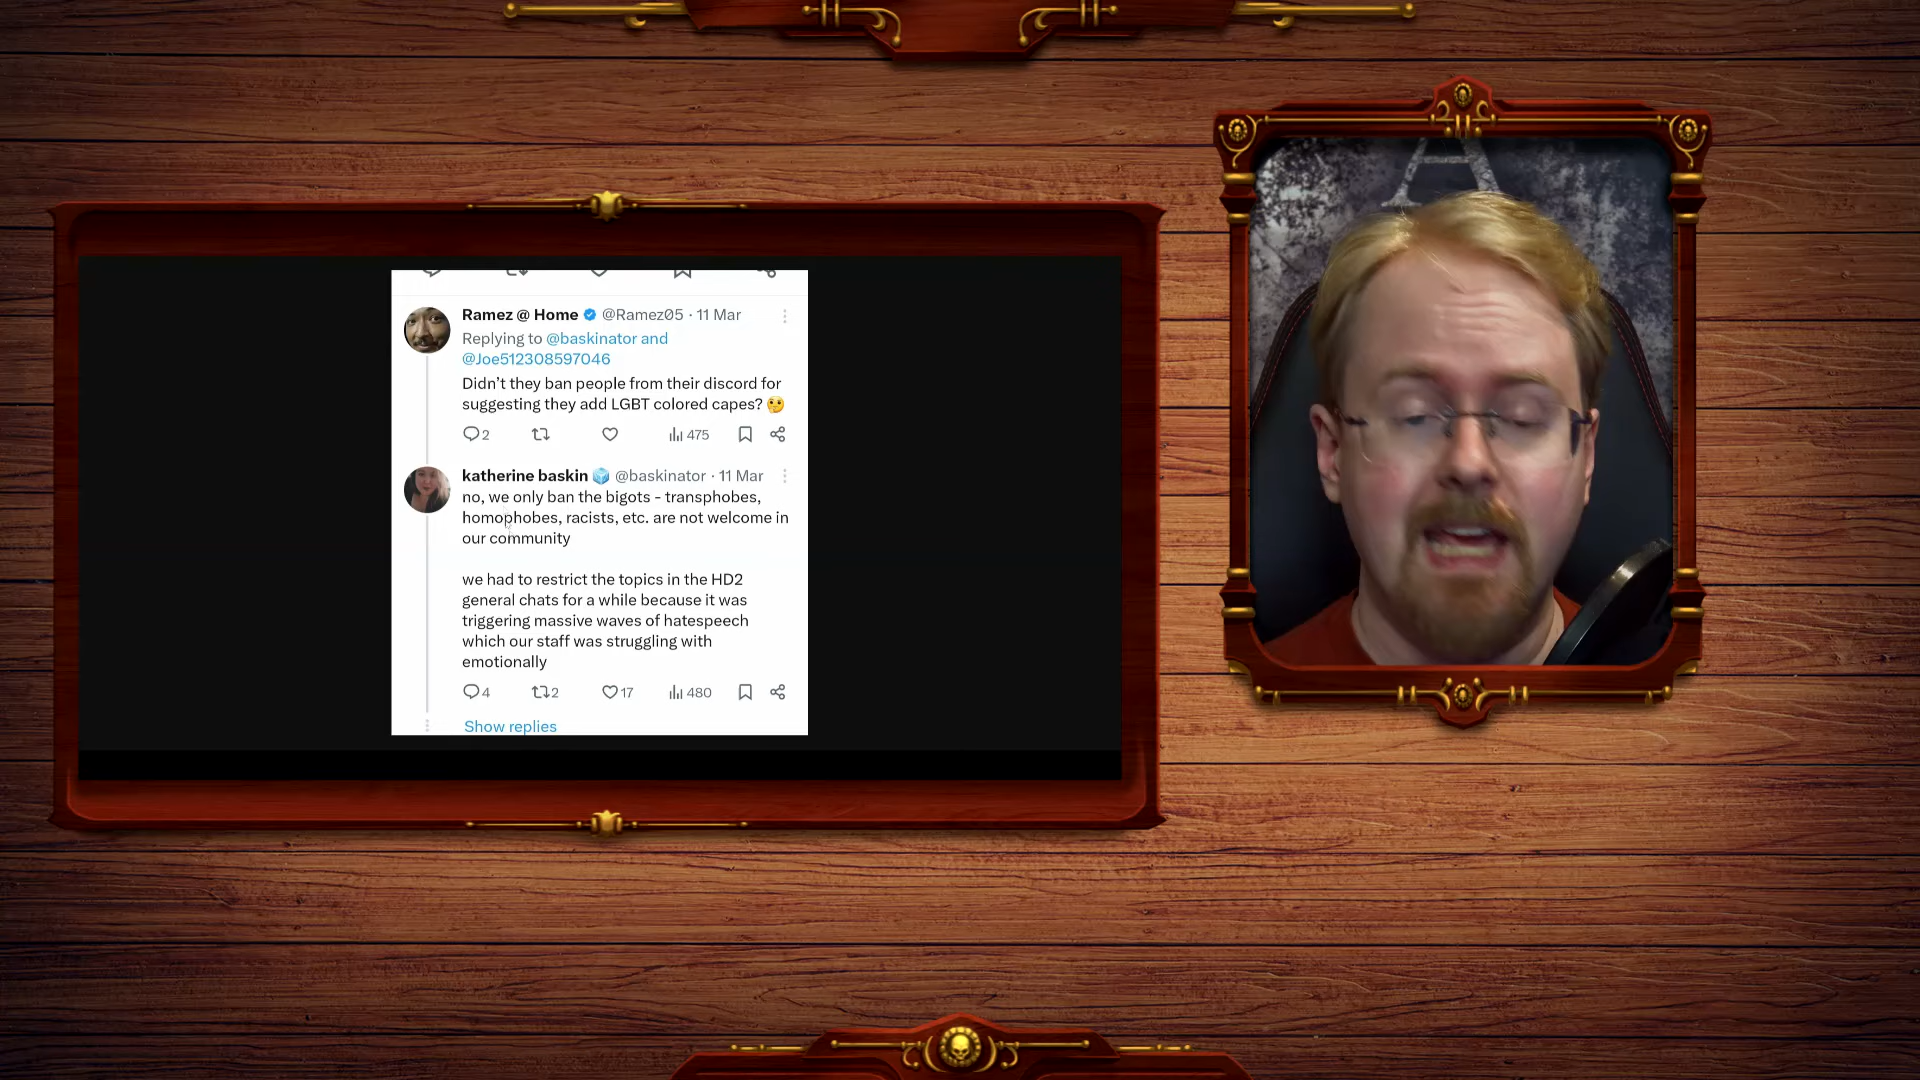 Ramez @ Home @Ramez05 · 11 Mar
Replying to @baskinator and
@Joe512308597046
Didn’t they ban people from their discord for
suggesting they add LGBT colored capes? 🤔
2 475
katherine baskin 🧊 @baskinator · 11 Mar
no, we only ban the bigots - transphobes,
homophobes, racists, etc. are not welcome in
our community
we had to restrict the topics in the HD2
general chats for a while because it was
triggering massive waves of hatespeech
which our staff was struggling with
emotionally
4 2 17 480
Show replies